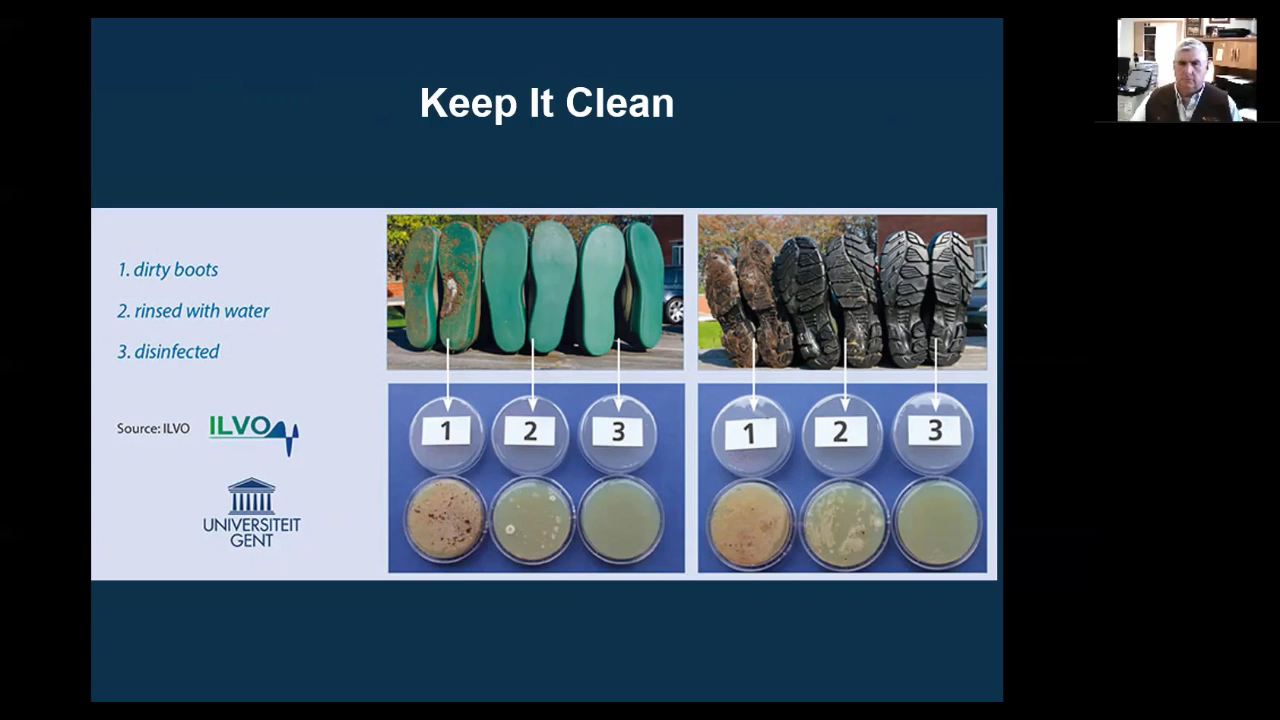 Keep It Clean
1. dirty boots
2. rinsed with water
3. disinfected
Source: ILVO
ILVO
UNIVERSITEIT
GENT
1
2
3
1
2
3